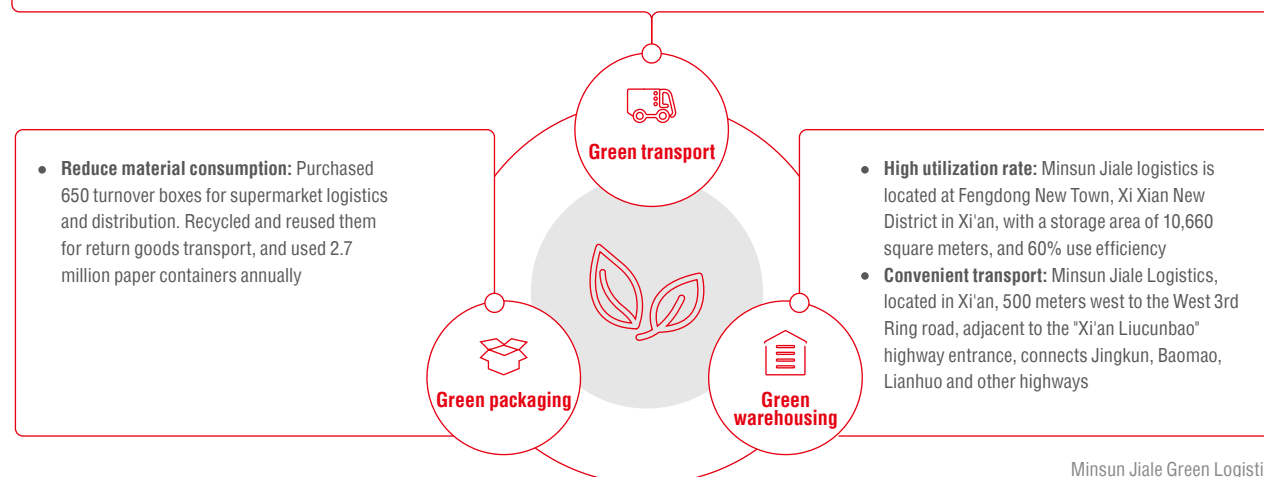 Green transport
● Reduce material consumption: Purchased
650 turnover boxes for supermarket logistics
and distribution. Recycled and reused them
for return goods transport, and used 2.7
million paper containers annually
Green packaging
● High utilization rate: Minsun Jiale logistics is
located at Fengdong New Town, Xi Xian New
District in Xi'an, with a storage area of 10,660
square meters, and 60% use efficiency
● Convenient transport: Minsun Jiale Logistics,
located in Xi'an, 500 meters west to the West 3rd
Ring road, adjacent to the "Xi'an Liucunbao"
highway entrance, connects Jingkun, Baomao,
Lianhuo and other highways
Green
warehousing
Minsun Jiale Green Logisti